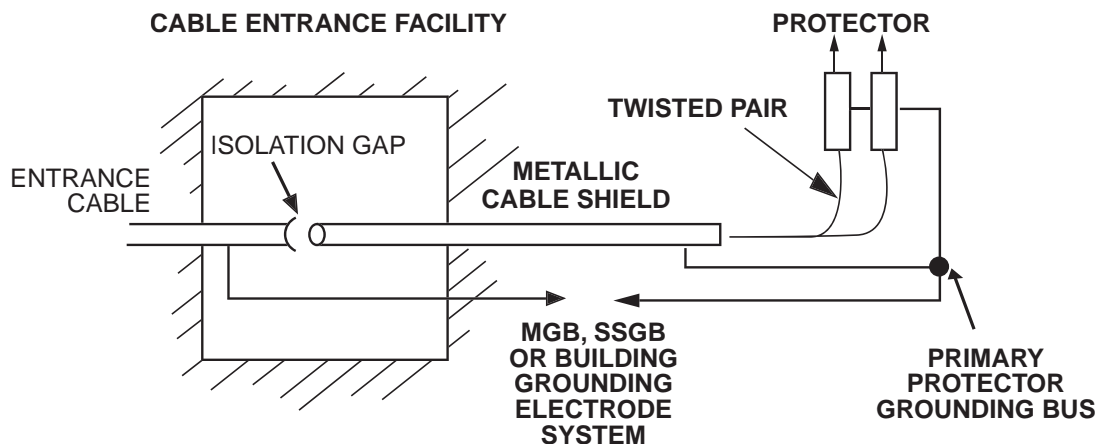 CABLE ENTRANCE FACILITY
PROTECTOR
TWISTED PAIR
ISOLATION GAP
ENTRANCE
CABLE
METALLIC
CABLE SHIELD
MGB, SSGB
OR BUILDING
GROUNDING
ELECTRODE
SYSTEM
PRIMARY
PROTECTOR
GROUNDING BUS